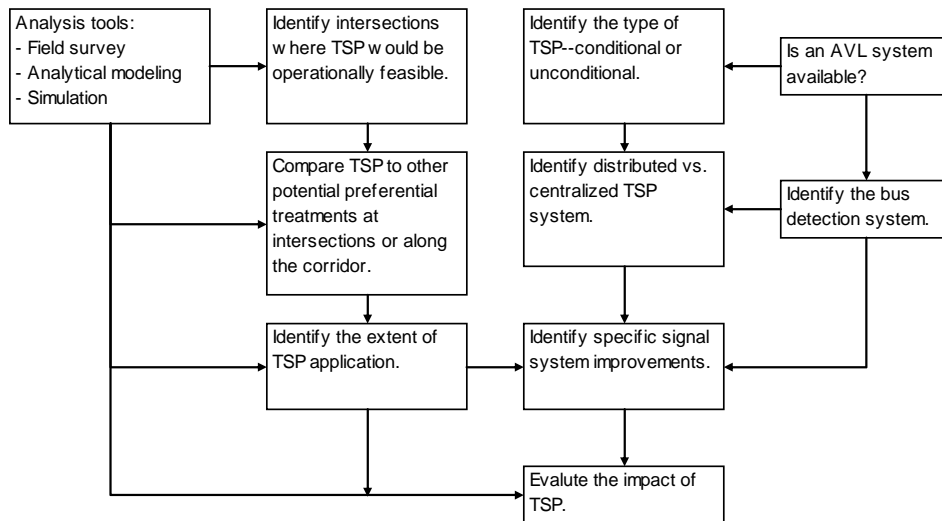 Analysis tools:
- Field survey
- Analytical modeling
- Simulation
Identify intersections
where TSP would be
operationally feasible.
Identify the type of
TSP--conditional or
unconditional.
Is an AVL system
available?
Compare TSP to other
potential preferential
treatments at
intersections or along
the corridor.
Identify distributed vs.
centralized TSP
system.
Identify the bus
detection system.
Identify the extent of
TSP application.
Identify specific signal
system improvements.
Evaluate the impact of
TSP.